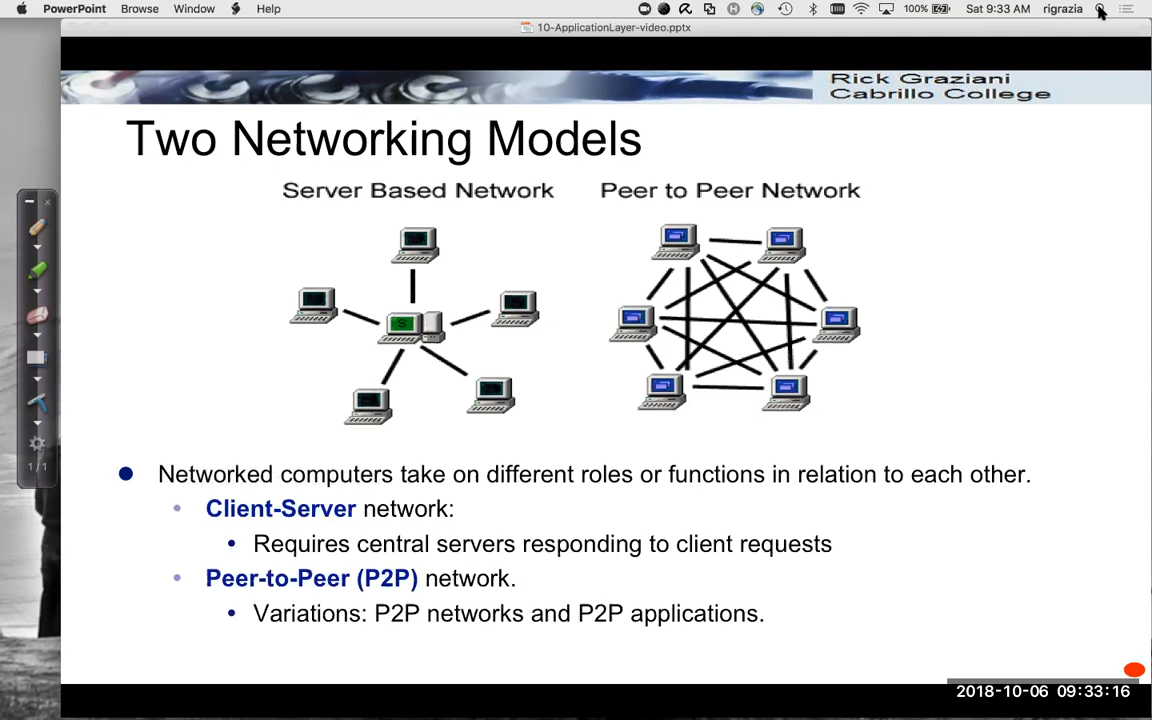 PowerPoint Browse Window Help 100% Sat 9:33 AM rigrazia
10-ApplicationLayer-video.pptx
Rick Graziani
Cabrillo College
Two Networking Models
Server Based Network Peer to Peer Network
S
Networked computers take on different roles or functions in relation to each other.
Client-Server network:
Requires central servers responding to client requests
Peer-to-Peer (P2P) network.
Variations: P2P networks and P2P applications.
1/1
2018-10-06 09:33:16